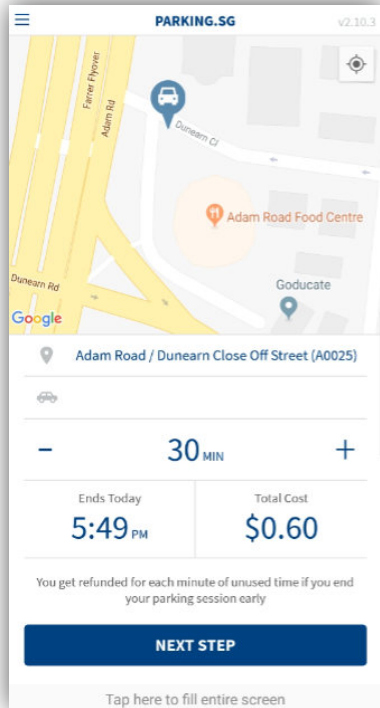 PARKING.SG
v2.10.3
Farrer Flyover
Adam Rd
Dunearn Cl
Adam Road Food Centre
Goducate
Dunearn Rd
Google
Adam Road / Dunearn Close Off Street (A0025)
- 30 MIN +
Ends Today
Total Cost
5:49 PM
$0.60
You get refunded for each minute of unused time if you end
your parking session early
NEXT STEP
Tap here to fill entire screen